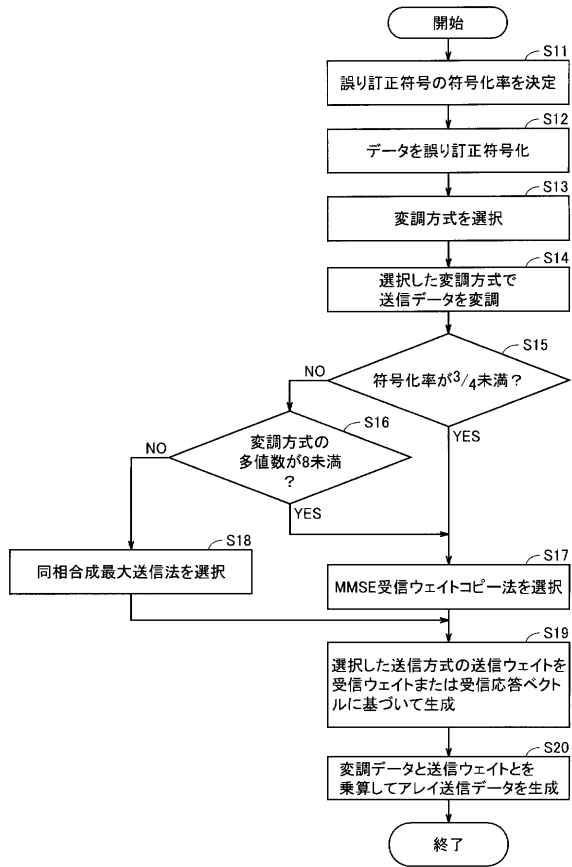 開始
S11
誤り訂正符号の符号化率を決定
S12
データを誤り訂正符号化
S13
変調方式を選択
S14
選択した変調方式で
送信データを変調
S15
符号化率が3/4未満?
NO
YES
S16
変調方式の
多値数が8未満
?
NO
YES
S18
同相合成最大送信法を選択
S17
MMSE受信ウェイトコピー法を選択
S19
選択した送信方式の送信ウェイトを
受信ウェイトまたは受信応答ベク
トルに基づいて生成
S20
変調データと送信ウェイトとを
乗算してアレイ送信データを生成
終了